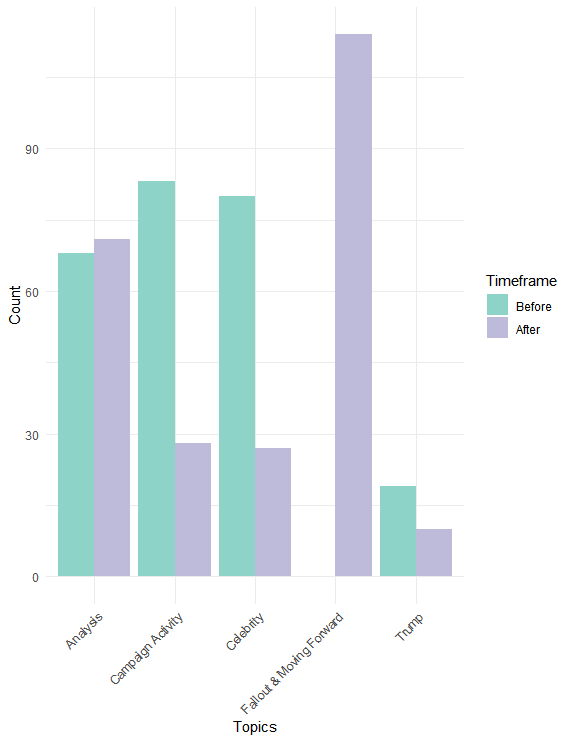 90
60
30
0
Count
Analysis
Campaign Activity
Celebrity
Fallout & Moving Forward
Trump
Topics
Timeframe
Before
After